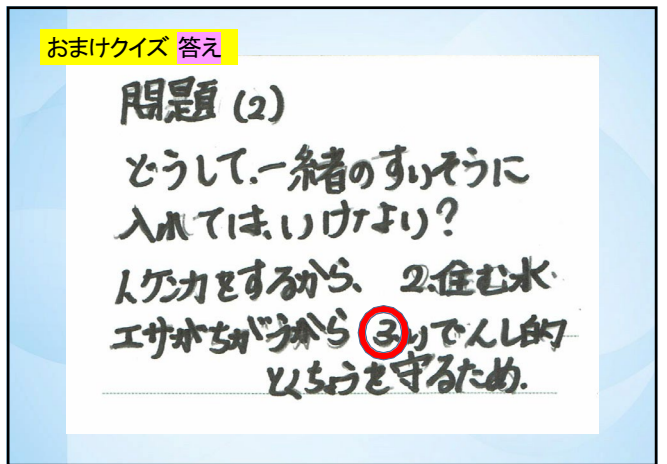 おまけクイズ 答え
問題(2)
どうして、一緒のすいそうに
入れては、いけない?
1.ケンカをするから、 2.住む水・
エサがちがうから 3.いでんし的
とくちょうを守るため.